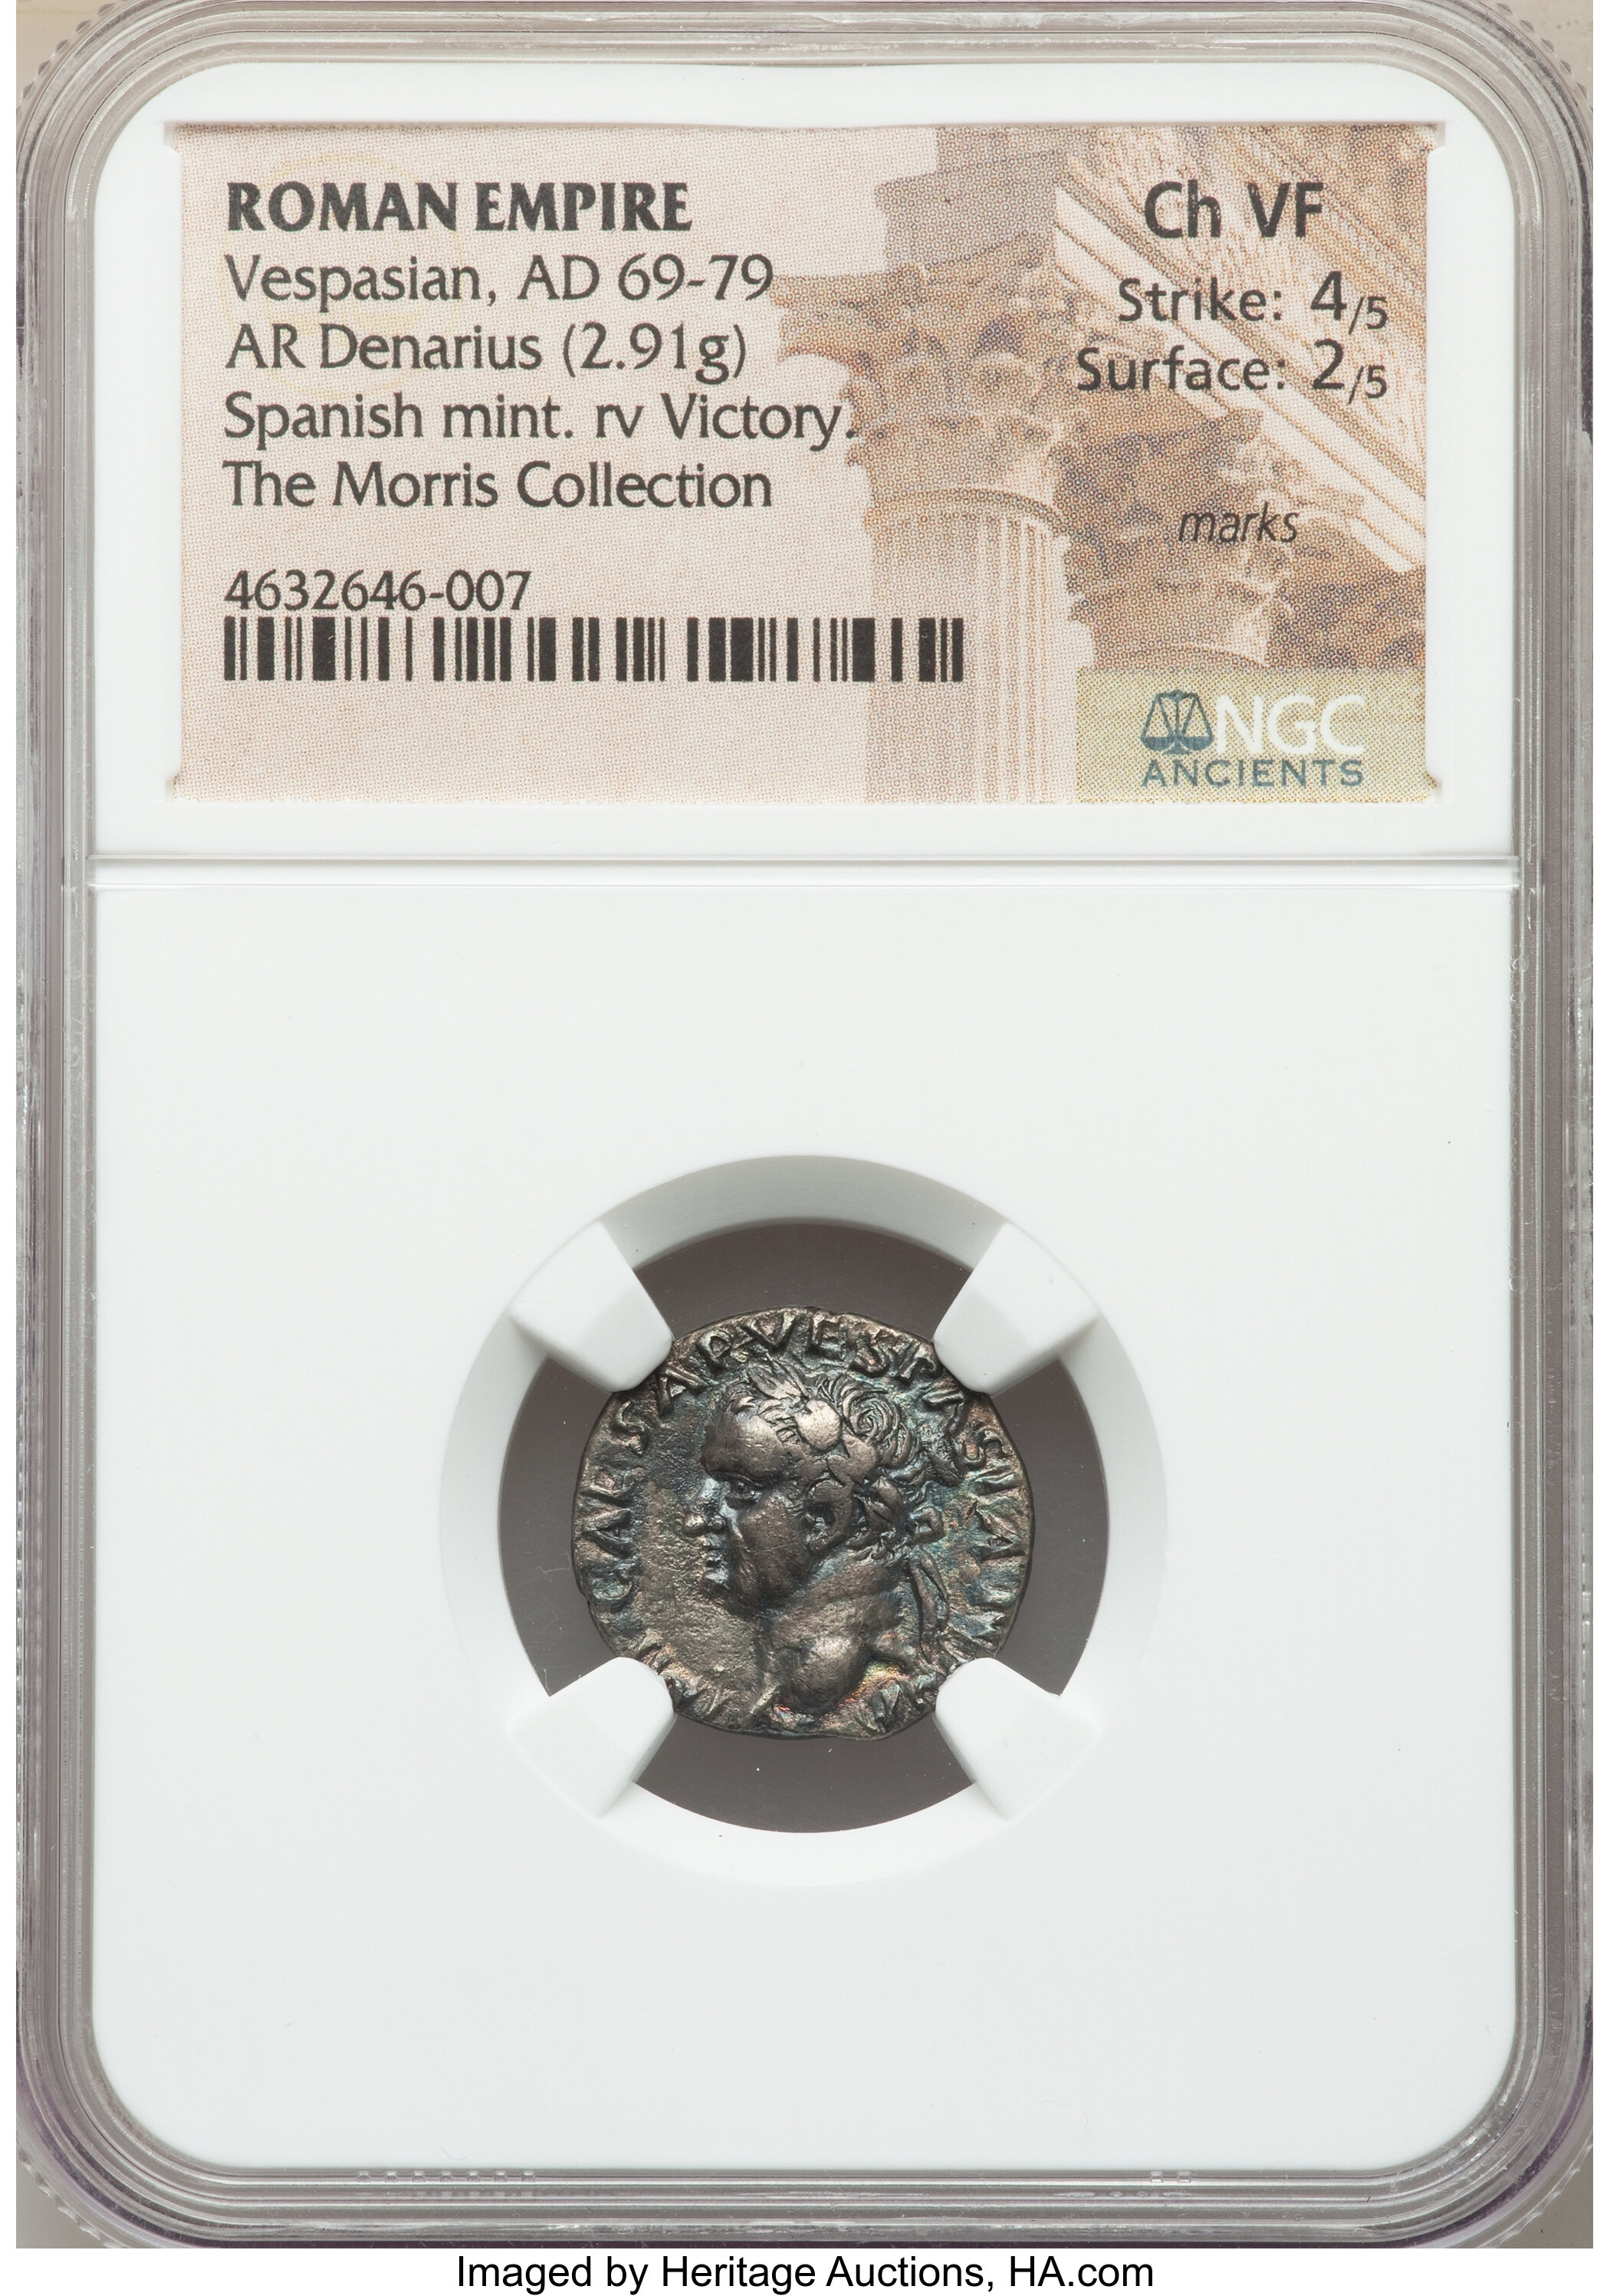 ROMAN EMPIRE
Vespasian, AD 69-79
AR Denarius (2.91g)
Spanish mint. rv Victory.
The Morris Collection
4632646-007
Ch VF
Strike: 4/5
Surface: 2/5
marks
NGC
ANCIENTS
CAESAR VESPASIAN
Imaged by Heritage Auctions, HA.com